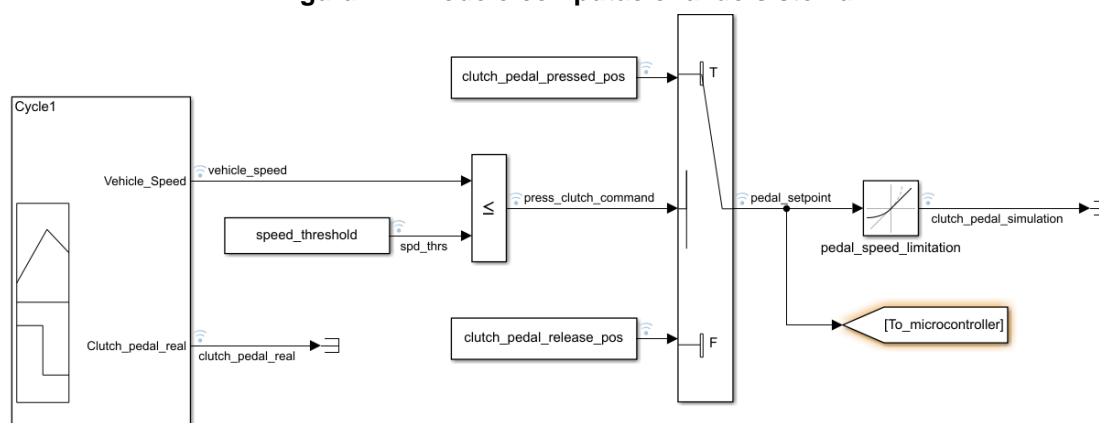 clutch_pedal_pressed_pos
T
Cycle1
Vehicle_Speed
vehicle_speed
≤
press_clutch_command
pedal_setpoint
clutch_pedal_simulation
speed_threshold
spd_thrs
pedal_speed_limitation
[To_microcontroller]
clutch_pedal_release_pos
F
Clutch_pedal_real
clutch_pedal_real